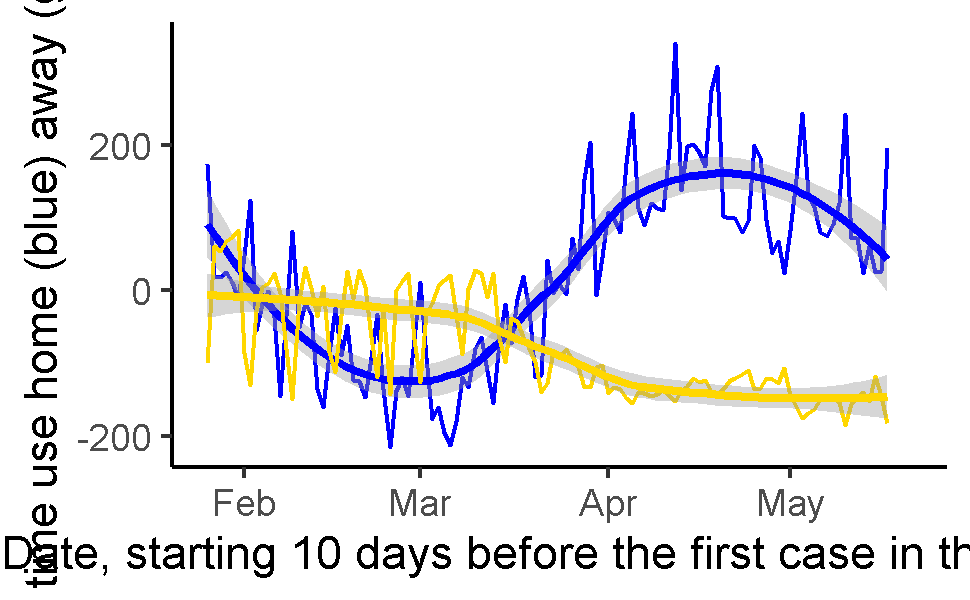 time use home (blue) away (
200
0
-200
Feb Mar Apr May
Date, starting 10 days before the first case in th